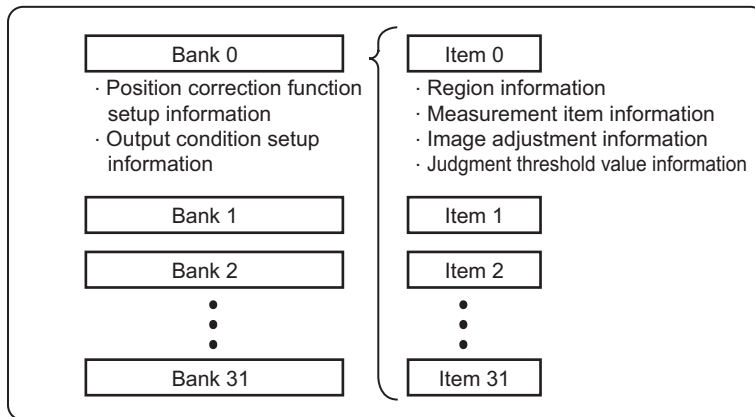 Bank 0
· Position correction function
setup information
· Output condition setup
information
Bank 1
Bank 2
Bank 31
Item 0
· Region information
· Measurement item information
· Image adjustment information
· Judgment threshold value information
Item 1
Item 2
Item 31